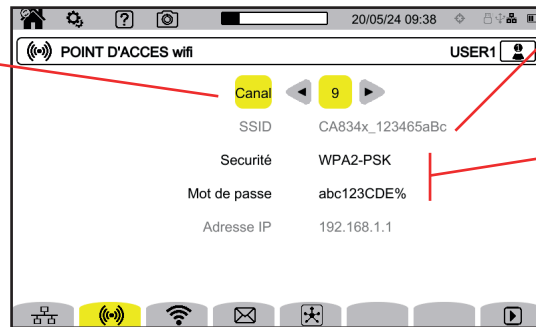 20/05/24 09:38
POINT D'ACCES wifi USER1
Canal 9
SSID CA834x_123465aBc
Securité WPA2-PSK
Mot de passe abc123CDE%
Adresse IP 192.168.1.1